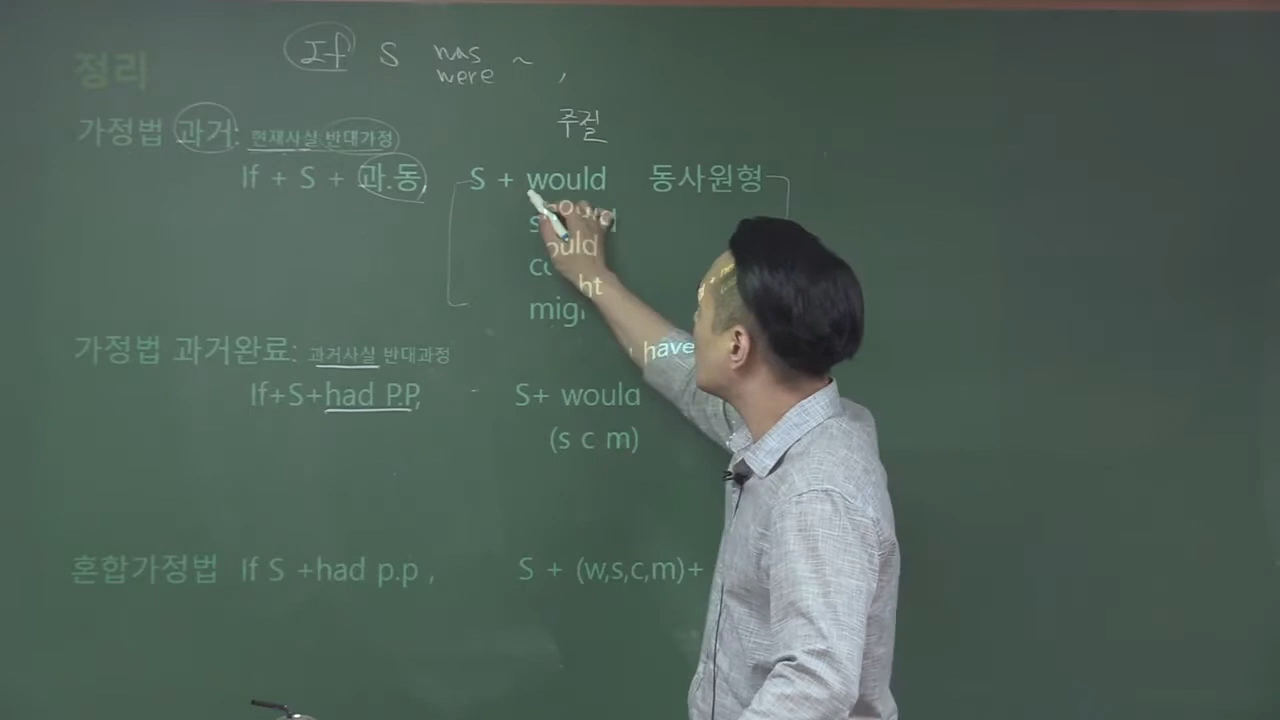 정리
If S was ~ ,
were
주절
가정법 과거: 현재사실 반대가정
If + S + 과.동, S + would 동사원형
should
could
might
가정법 과거완료: 과거사실 반대과정
have
If+S+had P.P, S+ would
(s c m)
혼합가정법 If S +had p.p , S + (w,s,c,m)+